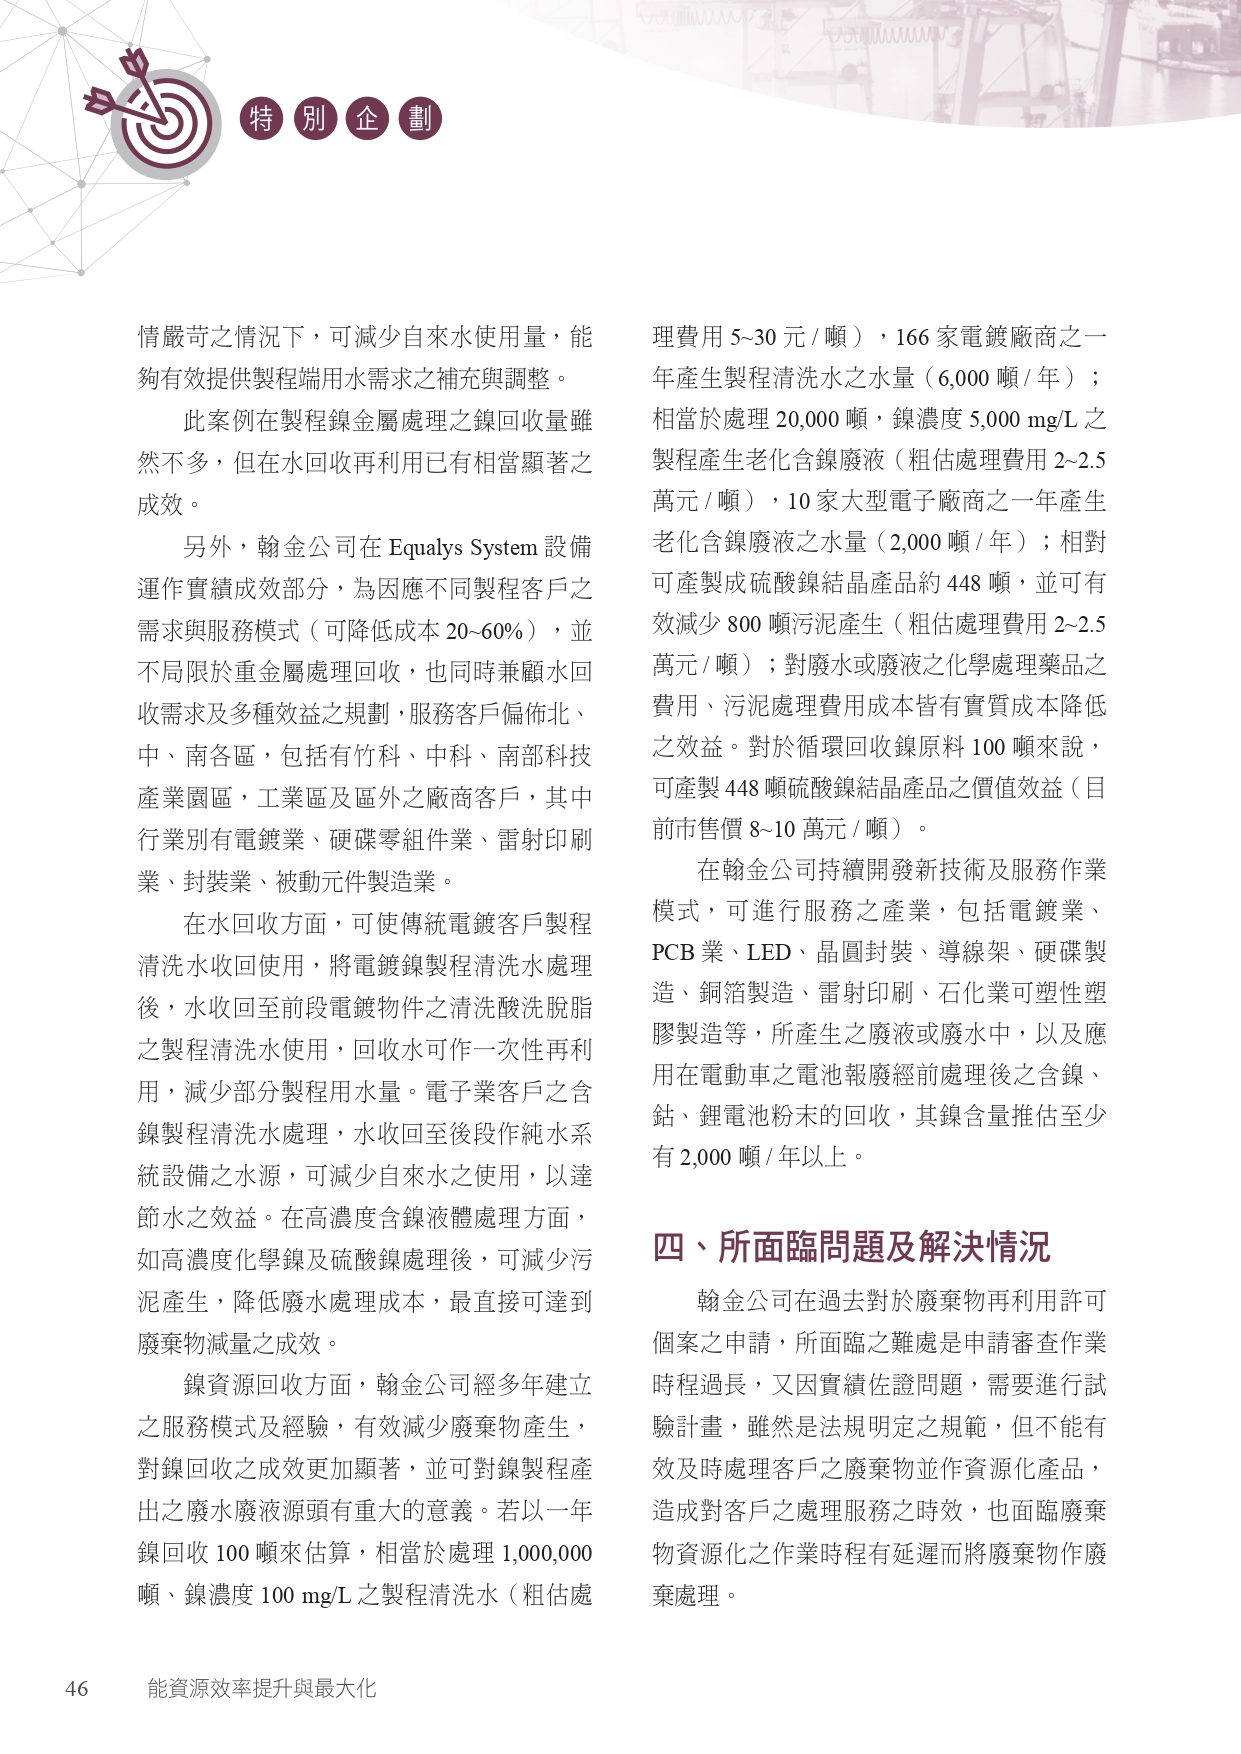 特別企劃
情嚴苛之情況下，可減少自來水使用量，能
夠有效提供製程端用水需求之補充與調整。
此案例在製程鎳金屬處理之鎳回收量雖
然不多，但在水回收再利用已有相當顯著之
成效。
另外，翰金公司在 Equalys System 設備
運作實績成效部分，為因應不同製程客戶之
需求與服務模式（可降低成本 20~60%），並
不局限於重金屬處理回收，也同時兼顧水回
收需求及多種效益之規劃，服務客戶偏佈北、
中、南各區，包括有竹科、中科、南部科技
產業園區，工業區及區外之廠商客戶，其中
行業別有電鍍業、硬碟零組件業、雷射印刷
業、封裝業、被動元件製造業。
在水回收方面，可使傳統電鍍客戶製程
清洗水收回使用，將電鍍鎳製程清洗水處理
後，水收回至前段電鍍物件之清洗酸洗脫脂
之製程清洗水使用，回收水可作一次性再利
用，減少部分製程用水量。電子業客戶之含
鎳製程清洗水處理，水收回至後段作純水系
統設備之水源，可減少自來水之使用，以達
節水之效益。在高濃度含鎳液體處理方面，
如高濃度化學鎳及硫酸鎳處理後，可減少污
泥產生，降低廢水處理成本，最直接可達到
廢棄物減量之成效。
鎳資源回收方面，翰金公司經多年建立
之服務模式及經驗，有效減少廢棄物產生，
對鎳回收之成效更加顯著，並可對鎳製程產
出之廢水廢液源頭有重大的意義。若以一年
鎳回收 100 噸來估算，相當於處理 1,000,000
噸、鎳濃度 100 mg/L 之製程清洗水（粗估處
理費用 5~30 元 / 噸），166 家電鍍廠商之一
年產生製程清洗水之水量（6,000 噸 / 年）；
相當於處理 20,000 噸，鎳濃度 5,000 mg/L 之
製程產生老化含鎳廢液（粗估處理費用 2~2.5
萬元 / 噸），10 家大型電子廠商之一年產生
老化含鎳廢液之水量（2,000 噸 / 年）；相對
可產製成硫酸鎳結晶產品約 448 噸，並可有
效減少 800 噸污泥產生（粗估處理費用 2~2.5
萬元 / 噸）；對廢水或廢液之化學處理藥品之
費用、污泥處理費用成本皆有實質成本降低
之效益。對於循環回收鎳原料 100 噸來說，
可產製 448 噸硫酸鎳結晶產品之價值效益（目
前市售價 8~10 萬元 / 噸）。
在翰金公司持續開發新技術及服務作業
模式，可進行服務之產業，包括電鍍業、
PCB 業、LED、晶圓封裝、導線架、硬碟製
造、銅箔製造、雷射印刷、石化業可塑性塑
膠製造等，所產生之廢液或廢水中，以及應
用在電動車之電池報廢經前處理後之含鎳、
鈷、鋰電池粉末的回收，其鎳含量推估至少
有 2,000 噸 / 年以上。
四、所面臨問題及解決情況
翰金公司在過去對於廢棄物再利用許可
個案之申請，所面臨之難處是申請審查作業
時程過長，又因實績佐證問題，需要進行試
驗計畫，雖然是法規明定之規範，但不能有
效及時處理客戶之廢棄物並作資源化產品，
造成對客戶之處理服務之時效，也面臨廢棄
物資源化之作業時程有延遲而將廢棄物作廢
棄處理。
46 能資源效率提升與最大化